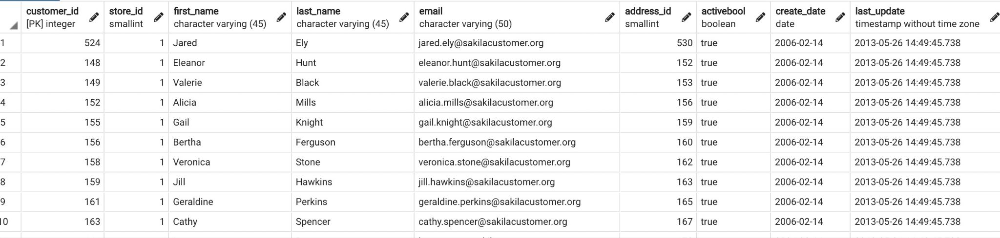 customer_id store_id first_name last_name email address_id activebool create_date last_update
[PK] integer smallint character varying (45) character varying (45) character varying (50) smallint boolean date timestamp without time zone
1 524 1 Jared Ely jared.ely@sakilacustomer.org 530 true 2006-02-14 2013-05-26 14:49:45.738
2 148 1 Eleanor Hunt eleanor.hunt@sakilacustomer.org 152 true 2006-02-14 2013-05-26 14:49:45.738
3 149 1 Valerie Black valerie.black@sakilacustomer.org 153 true 2006-02-14 2013-05-26 14:49:45.738
4 152 1 Alicia Mills alicia.mills@sakilacustomer.org 156 true 2006-02-14 2013-05-26 14:49:45.738
5 155 1 Gail Knight gail.knight@sakilacustomer.org 159 true 2006-02-14 2013-05-26 14:49:45.738
6 156 1 Bertha Ferguson bertha.ferguson@sakilacustomer.org 160 true 2006-02-14 2013-05-26 14:49:45.738
7 158 1 Veronica Stone veronica.stone@sakilacustomer.org 162 true 2006-02-14 2013-05-26 14:49:45.738
8 159 1 Jill Hawkins jill.hawkins@sakilacustomer.org 163 true 2006-02-14 2013-05-26 14:49:45.738
9 161 1 Geraldine Perkins geraldine.perkins@sakilacustomer.org 165 true 2006-02-14 2013-05-26 14:49:45.738
10 163 1 Cathy Spencer cathy.spencer@sakilacustomer.org 167 true 2006-02-14 2013-05-26 14:49:45.738